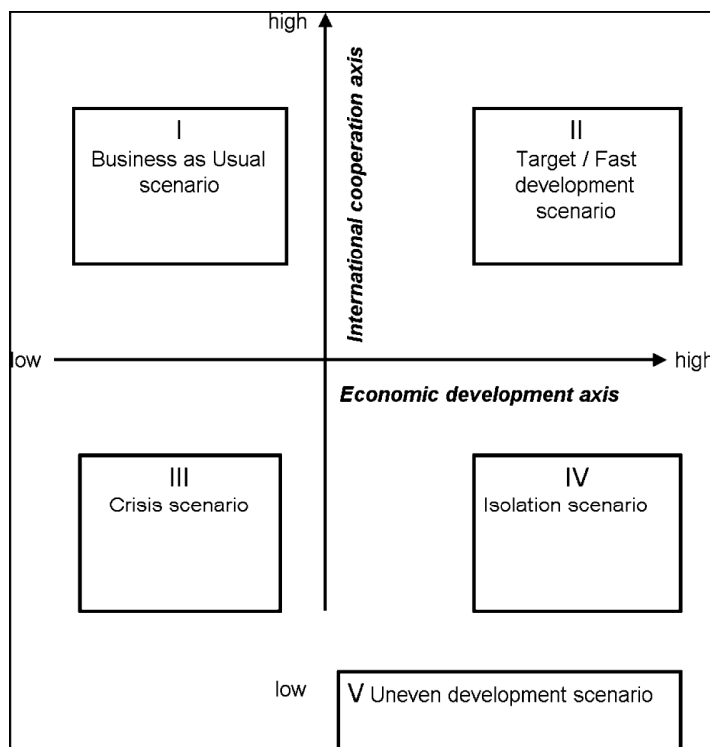 high
International cooperation axis
I
Business as Usual
scenario
II
Target / Fast
development
scenario
low
high
Economic development axis
III
Crisis scenario
IV
Isolation scenario
low
V Uneven development scenario